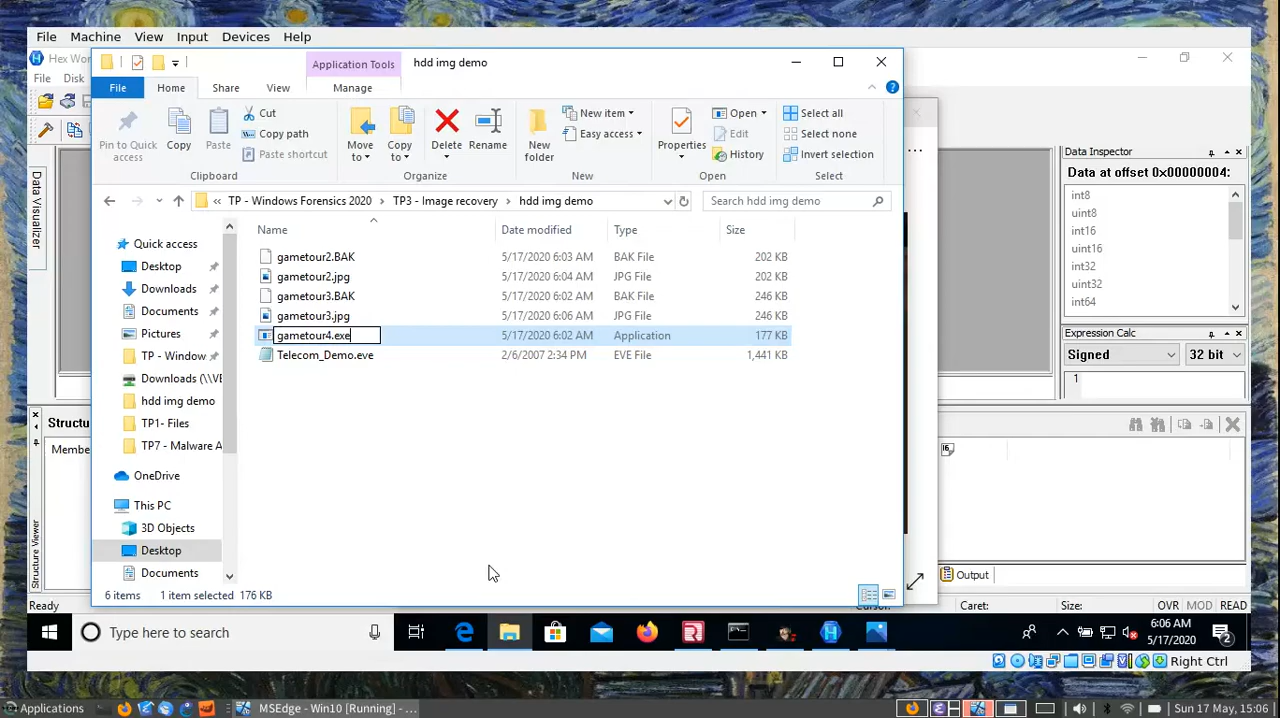 File Machine View Input Devices Help
Hex Wor
File Disk
Application Tools
hdd img demo
File Home Share View Manage
Pin to Quick access
Copy
Paste
Cut
Copy path
Paste shortcut
Clipboard
Move to
Copy to
Delete
Rename
Organize
New folder
New item
Easy access
New
Properties
Open
Edit
History
Open
Select all
Select none
Invert selection
Select
« TP - Windows Forensics 2020 TP3 - Image recovery hdd img demo
Search hdd img demo
Name Date modified Type Size
gametour2.BAK 5/17/2020 6:03 AM BAK File 202 KB
gametour2.jpg 5/17/2020 6:04 AM JPG File 202 KB
gametour3.BAK 5/17/2020 6:02 AM BAK File 246 KB
gametour3.jpg 5/17/2020 6:06 AM JPG File 246 KB
gametour4.exe 5/17/2020 6:02 AM Application 177 KB
Telecom_Demo.eve 2/6/2007 2:34 PM EVE File 1,441 KB
Quick access
Desktop
Downloads
Documents
Pictures
TP - Window
Downloads (\\VE
hdd img demo
TP1- Files
TP7 - Malware A
OneDrive
This PC
3D Objects
Desktop
Documents
6 items 1 item selected 176 KB
Data Visualizer
Structu
Membe
Structure Viewer
Data Inspector
Data at offset 0x00000004:
int8
uint8
int16
uint16
int32
uint32
int64
Expression Calc
Signed 32 bit
1
Output
Ready
Cursor: Caret: Size: OVR MOD READ
Type here to search
6:06 AM
5/17/2020
2
Right Ctrl
Applications
MSEdge - Win10 [Running] - ...
Sun 17 May, 15:06